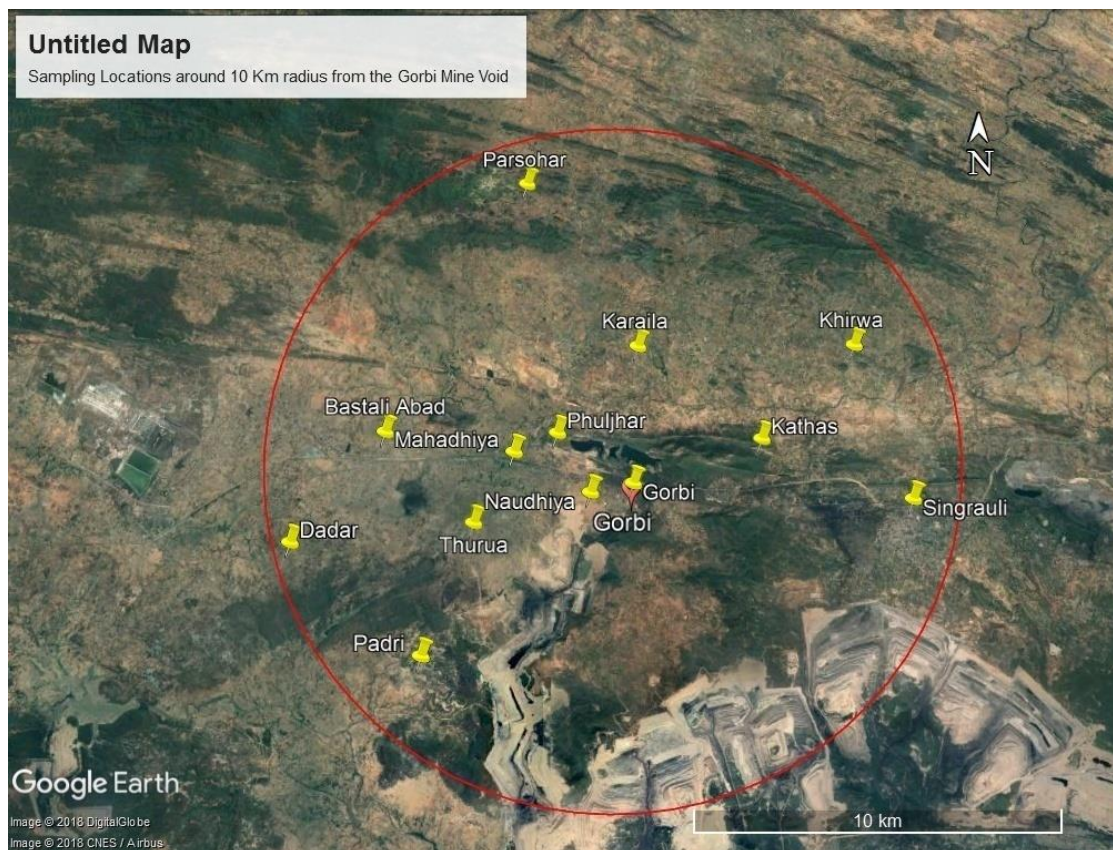 Untitled Map
Sampling Locations around 10 Km radius from the Gorbi Mine Void
N
Parsohar
Karaila
Khirwa
Bastali Abad
Mahadhiya
Phuljhar
Kathas
Naudhiya
Gorbi
Singrauli
Gorbi
Dadar
Thurua
Padri
Google Earth
10 km
Image © 2018 DigitalGlobe
Image © 2018 CNES / Airbus